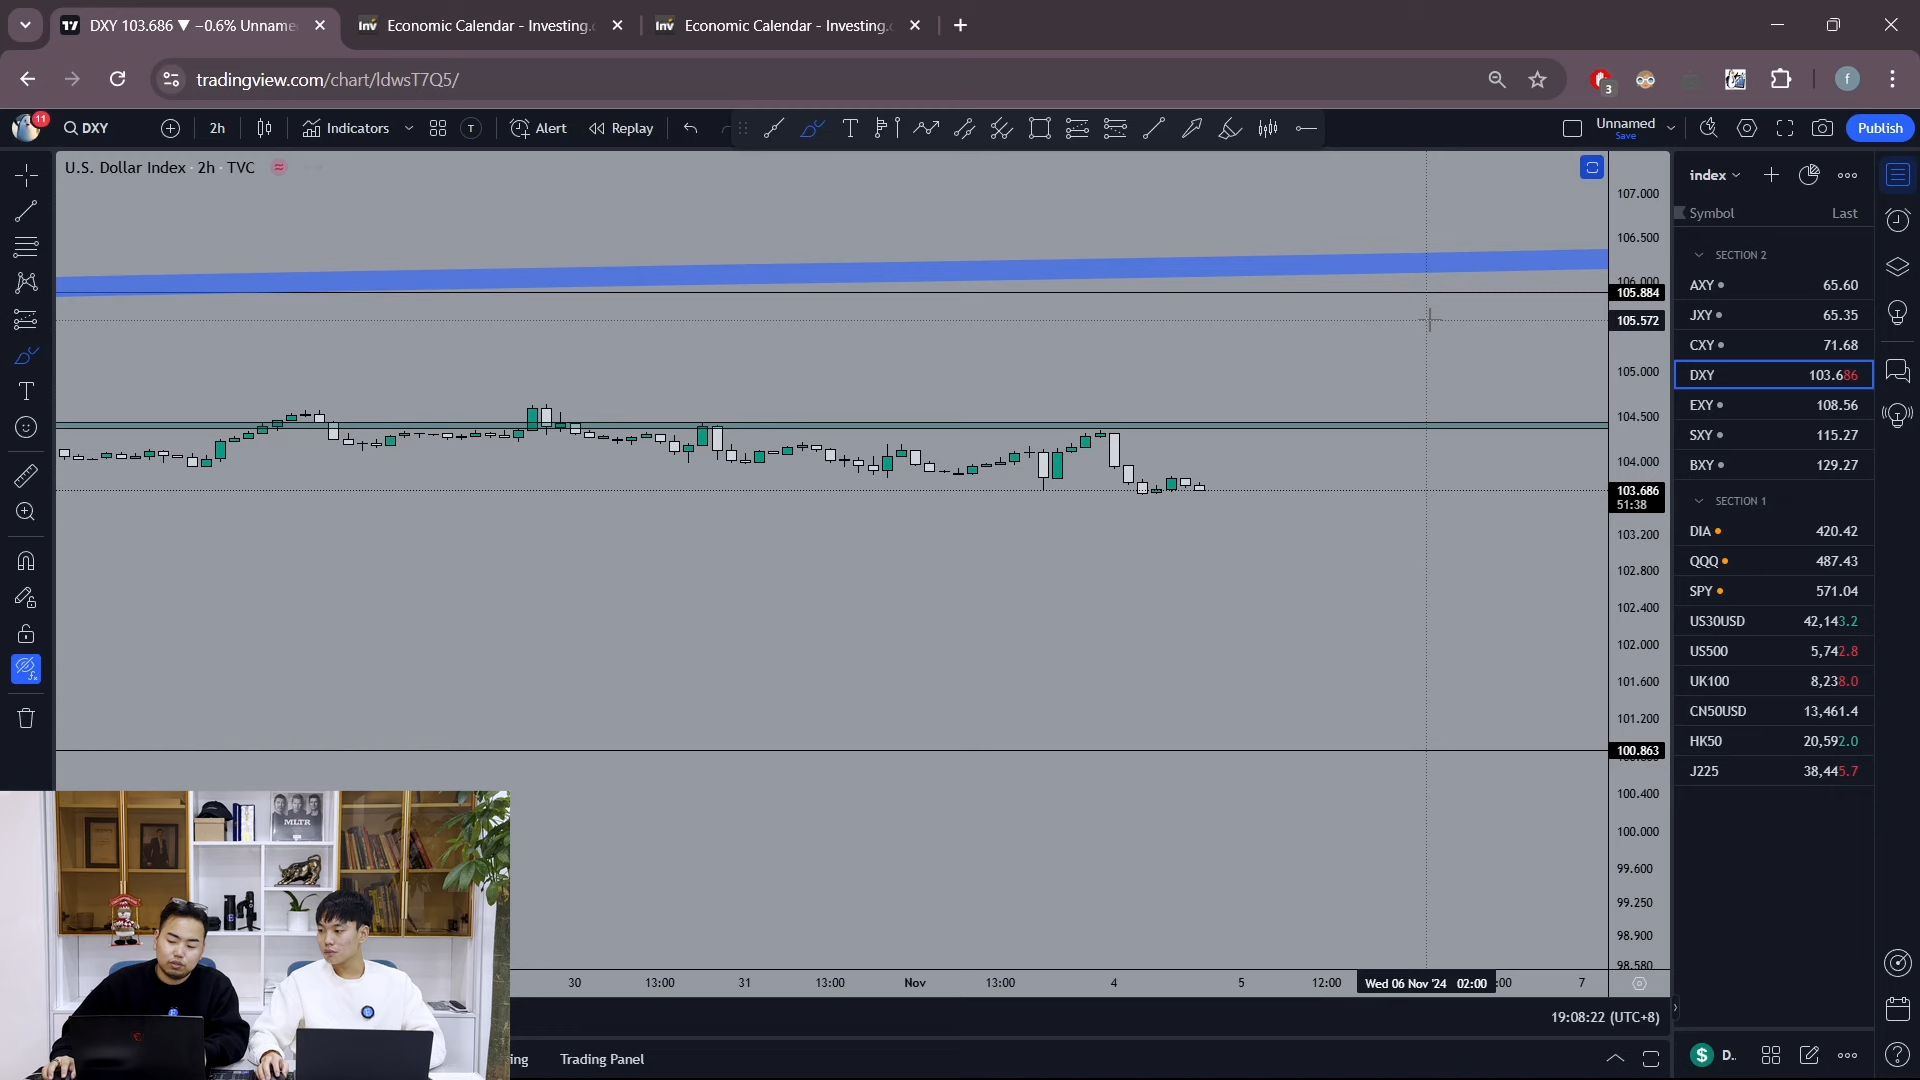 DXY 103.686 ▼ −0.6% Unname
Economic Calendar - Investing.c
Economic Calendar - Investing.c
tradingview.com/chart/ldwsT7Q5/
3
f
11
DXY
2h
Indicators
T
Alert
Replay
Unnamed
Save
Publish
U.S. Dollar Index · 2h · TVC
107.000
106.500
106.000
105.884
105.572
105.000
104.500
104.000
103.686
51:38
103.200
102.800
102.400
102.000
101.600
101.200
100.863
100.400
100.000
99.600
99.250
98.900
98.580
index
Symbol Last
SECTION 2
AXY 65.60
JXY 65.35
CXY 71.68
DXY 103.686
EXY 108.56
SXY 115.27
BXY 129.27
SECTION 1
DIA 420.42
QQQ 487.43
SPY 571.04
US30USD 42,143.2
US500 5,742.8
UK100 8,238.0
CN50USD 13,461.4
HK50 20,592.0
J225 38,445.7
MLTR
30 13:00 31 13:00 Nov 13:00 4 5 12:00 Wed 06 Nov '24 02:00 :00 7
19:08:22 (UTC+8)
ing Trading Panel
D..